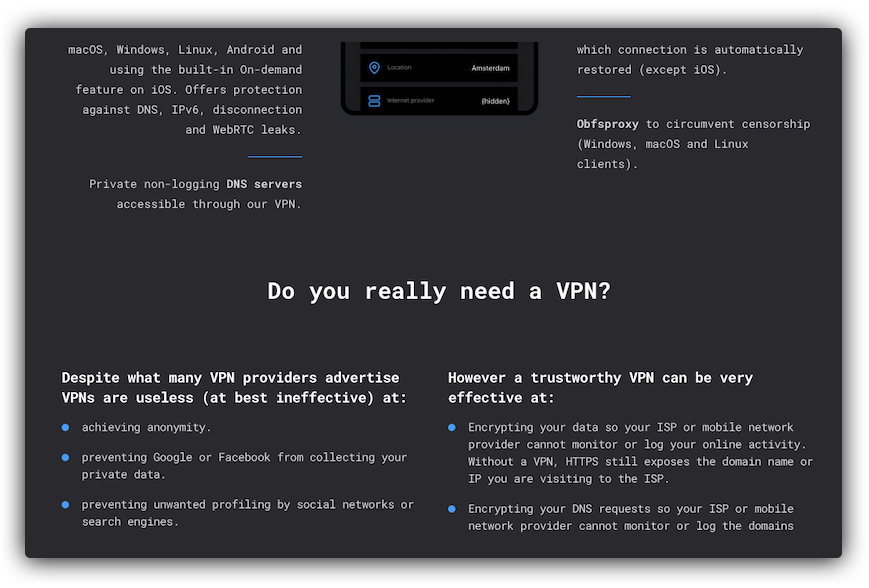 macOS, Windows, Linux, Android and
using the built-in On-demand
feature on iOS. Offers protection
against DNS, IPv6, disconnection
and WebRTC leaks.
Private non-logging DNS servers
accessible through our VPN.
Location
Amsterdam
Internet provider
(hidden)
which connection is automatically
restored (except iOS).
Obfsproxy to circumvent censorship
(Windows, macOS and Linux
clients).
Do you really need a VPN?
Despite what many VPN providers advertise
VPNs are useless (at best ineffective) at:
achieving anonymity.
preventing Google or Facebook from collecting your
private data.
preventing unwanted profiling by social networks or
search engines.
However a trustworthy VPN can be very
effective at:
Encrypting your data so your ISP or mobile network
provider cannot monitor or log your online activity.
Without a VPN, HTTPS still exposes the domain name or
IP you are visiting to the ISP.
Encrypting your DNS requests so your ISP or mobile
network provider cannot monitor or log the domains